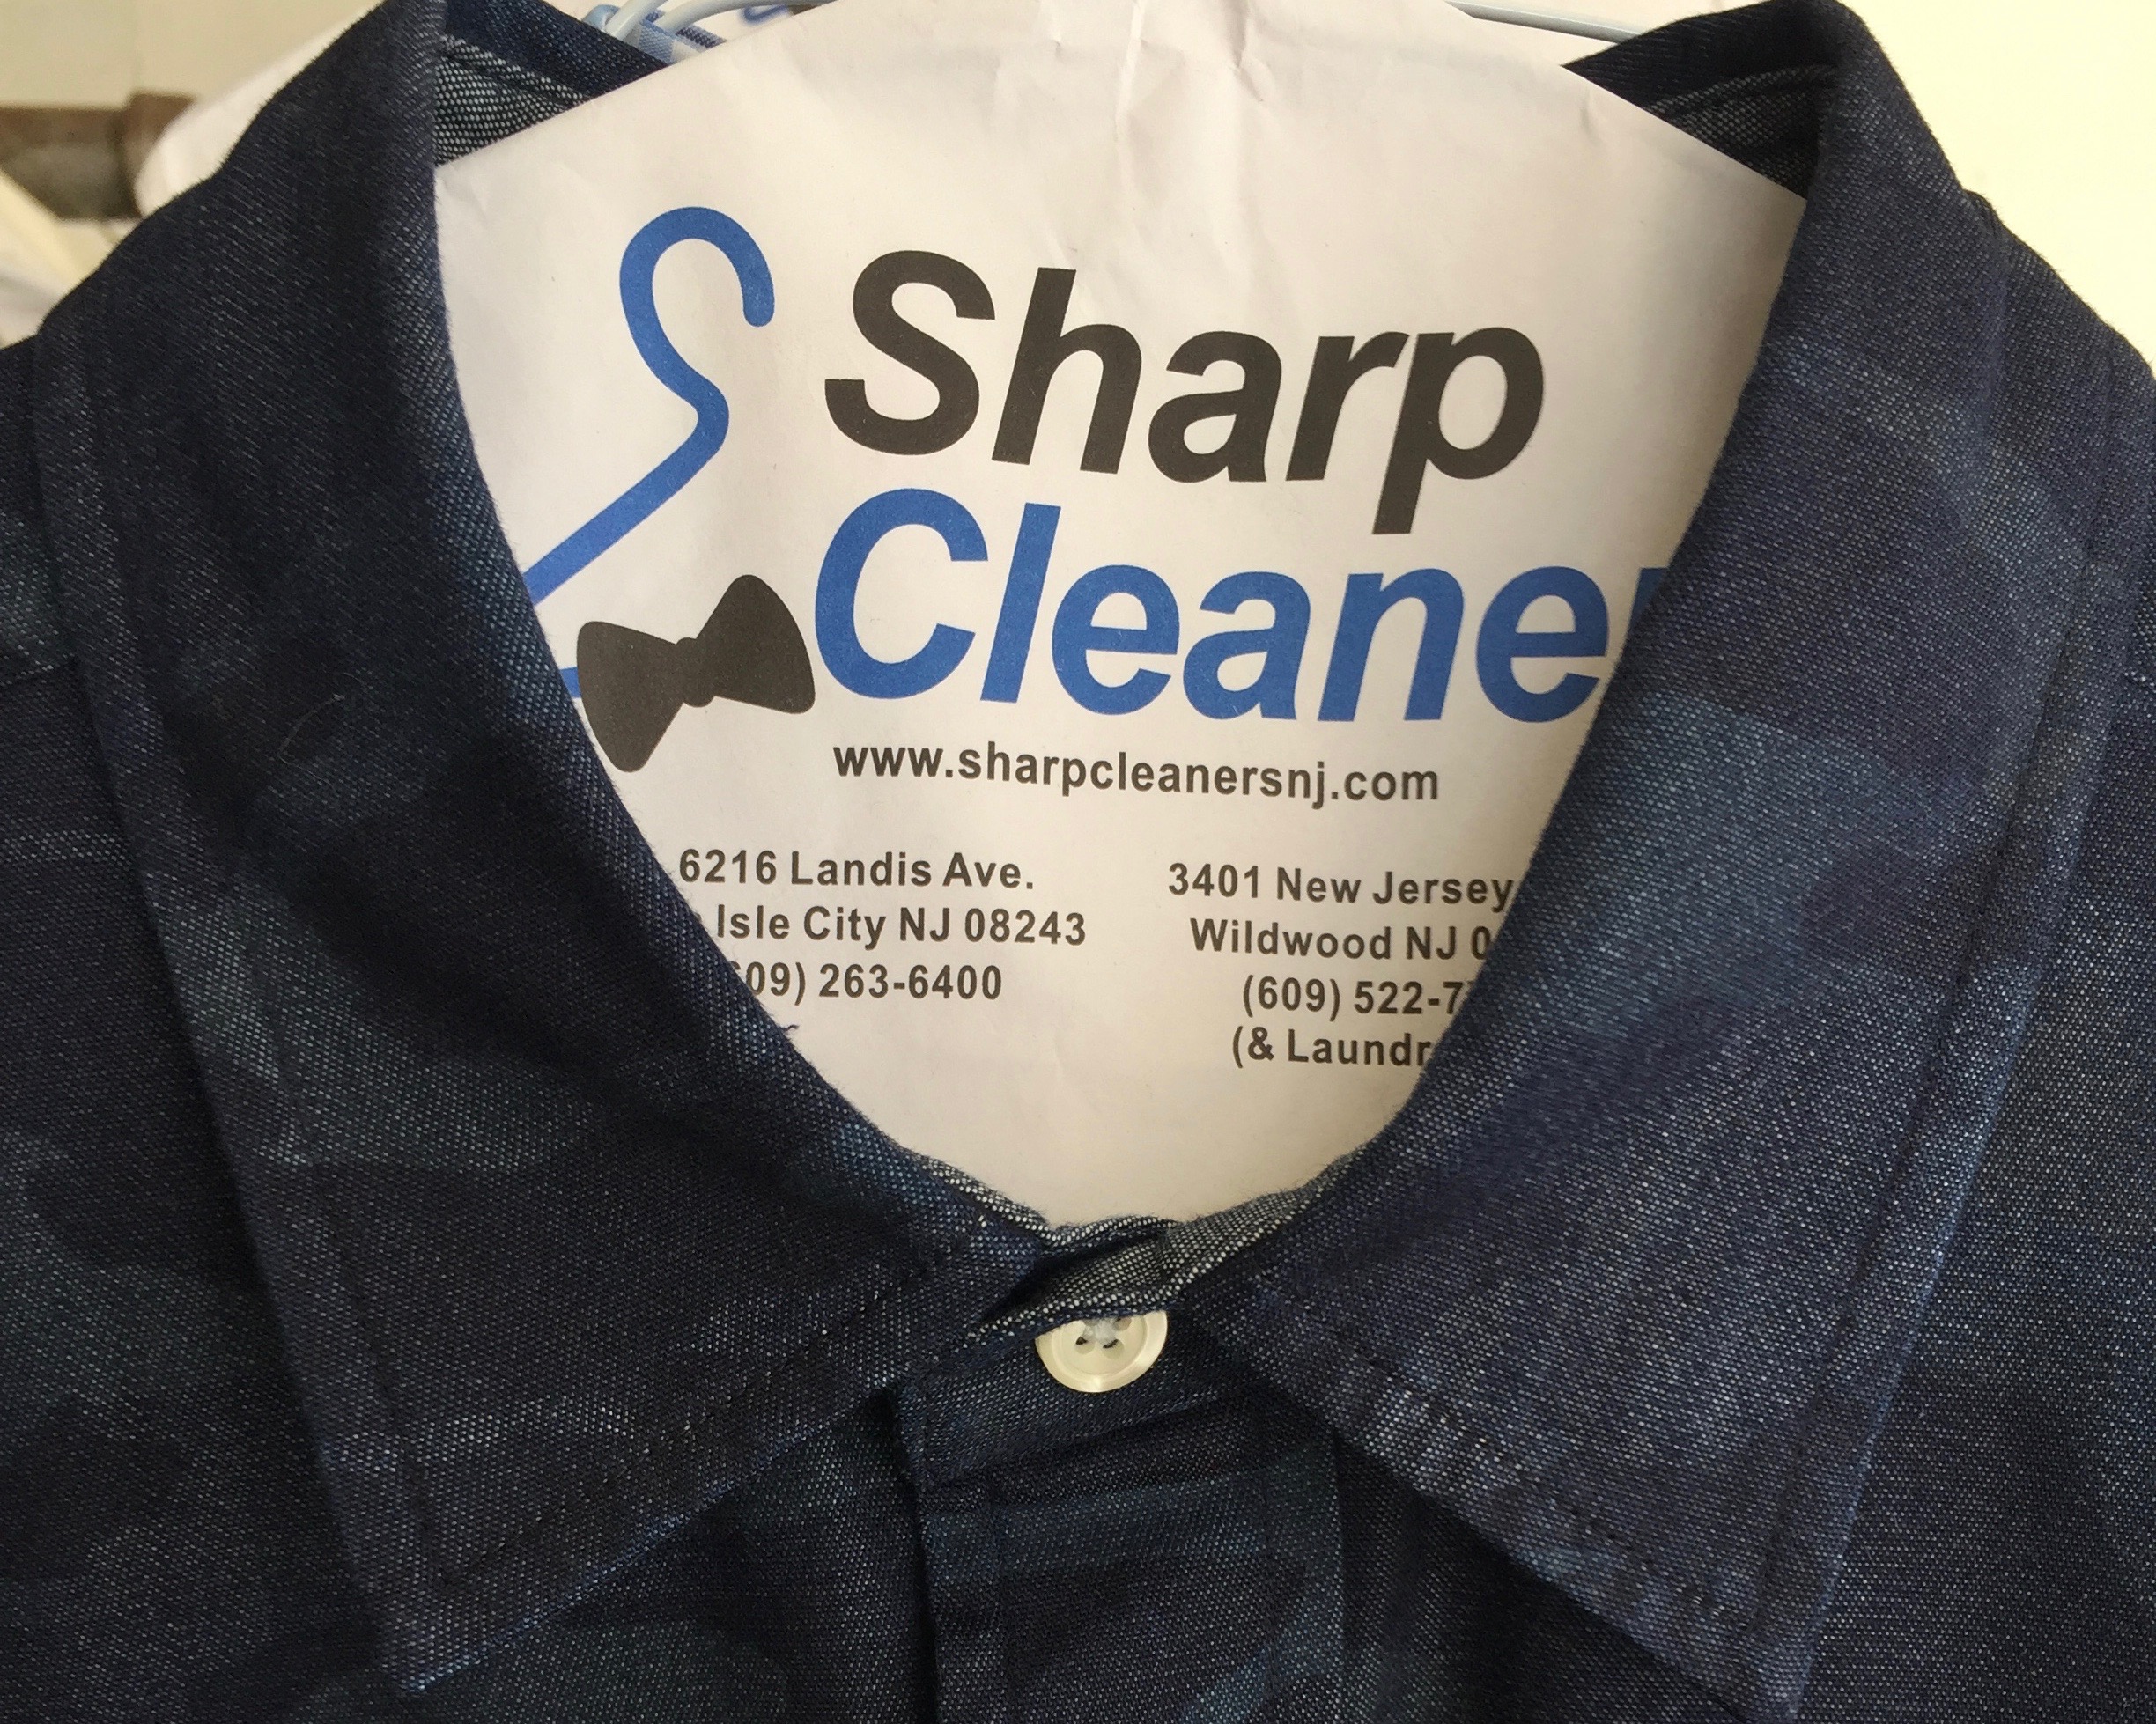 Sharp
Cleaner
www.sharpcleanersnj.com
6216 Landis Ave.
Isle City NJ 08243
09) 263-6400
3401 New Jersey
Wildwood NJ 0
(609) 522-7
(& Laundr